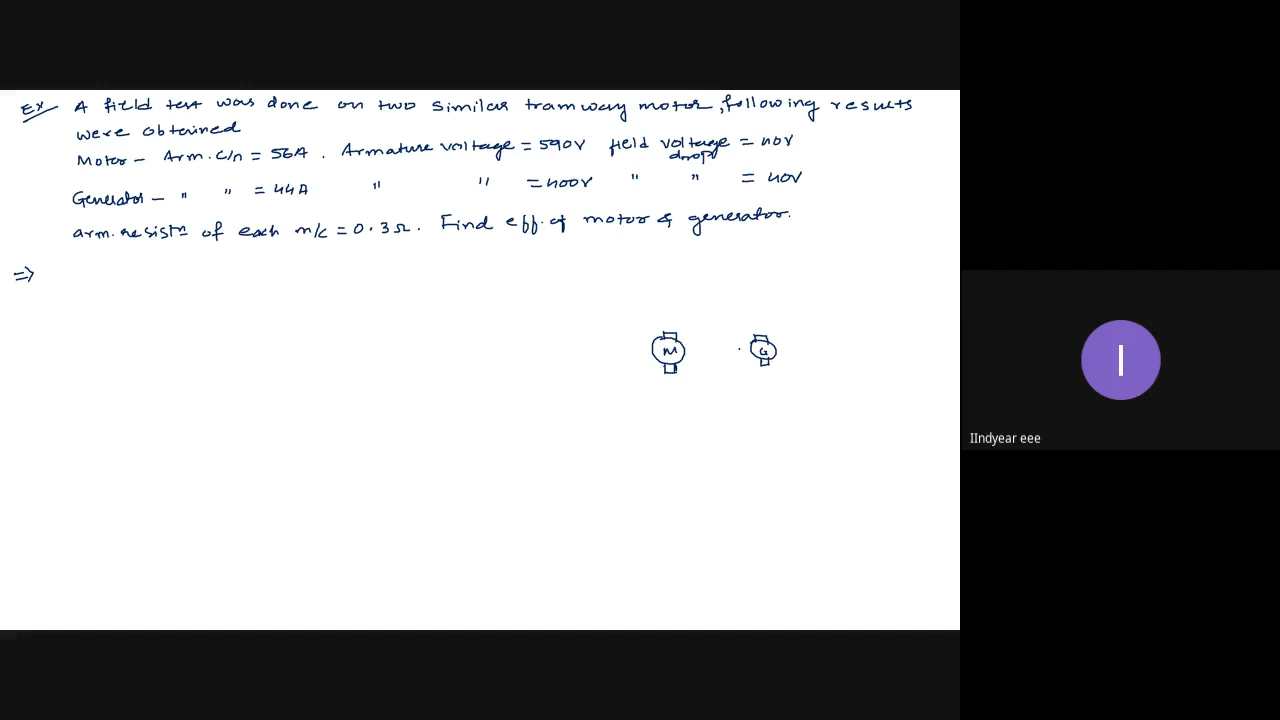 Ex A field test was done on two similar tramway motor, following results
were obtained
Motor - Arm. C/n = 56A. Armature voltage = 590V field voltage drop = 40V
Generator - " " = 44A " " = 400V " " = 40V
arm. resistn of each m/c = 0.3Ω. Find eff. of motor & generator.
⇒
M G
I
IIndyear eee